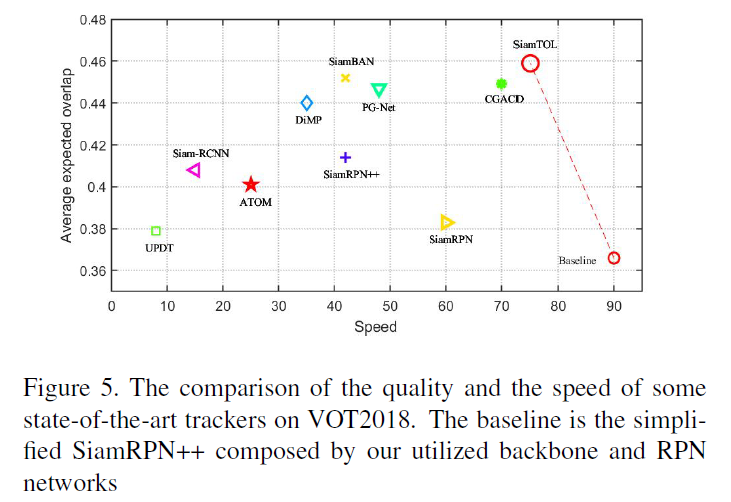 0.48
0.46
0.44
0.42
0.4
0.38
0.36
Average expected overlap
SiamTOL
SiamBAN
PG-Net
CGACD
DiMP
Siam-RCNN
SiamRPN++
ATOM
UPDT
SiamRPN
Baseline
0 10 20 30 40 50 60 70 80 90
Speed
Figure 5. The comparison of the quality and the speed of some
state-of-the-art trackers on VOT2018. The baseline is the simpli-
fied SiamRPN++ composed by our utilized backbone and RPN
networks